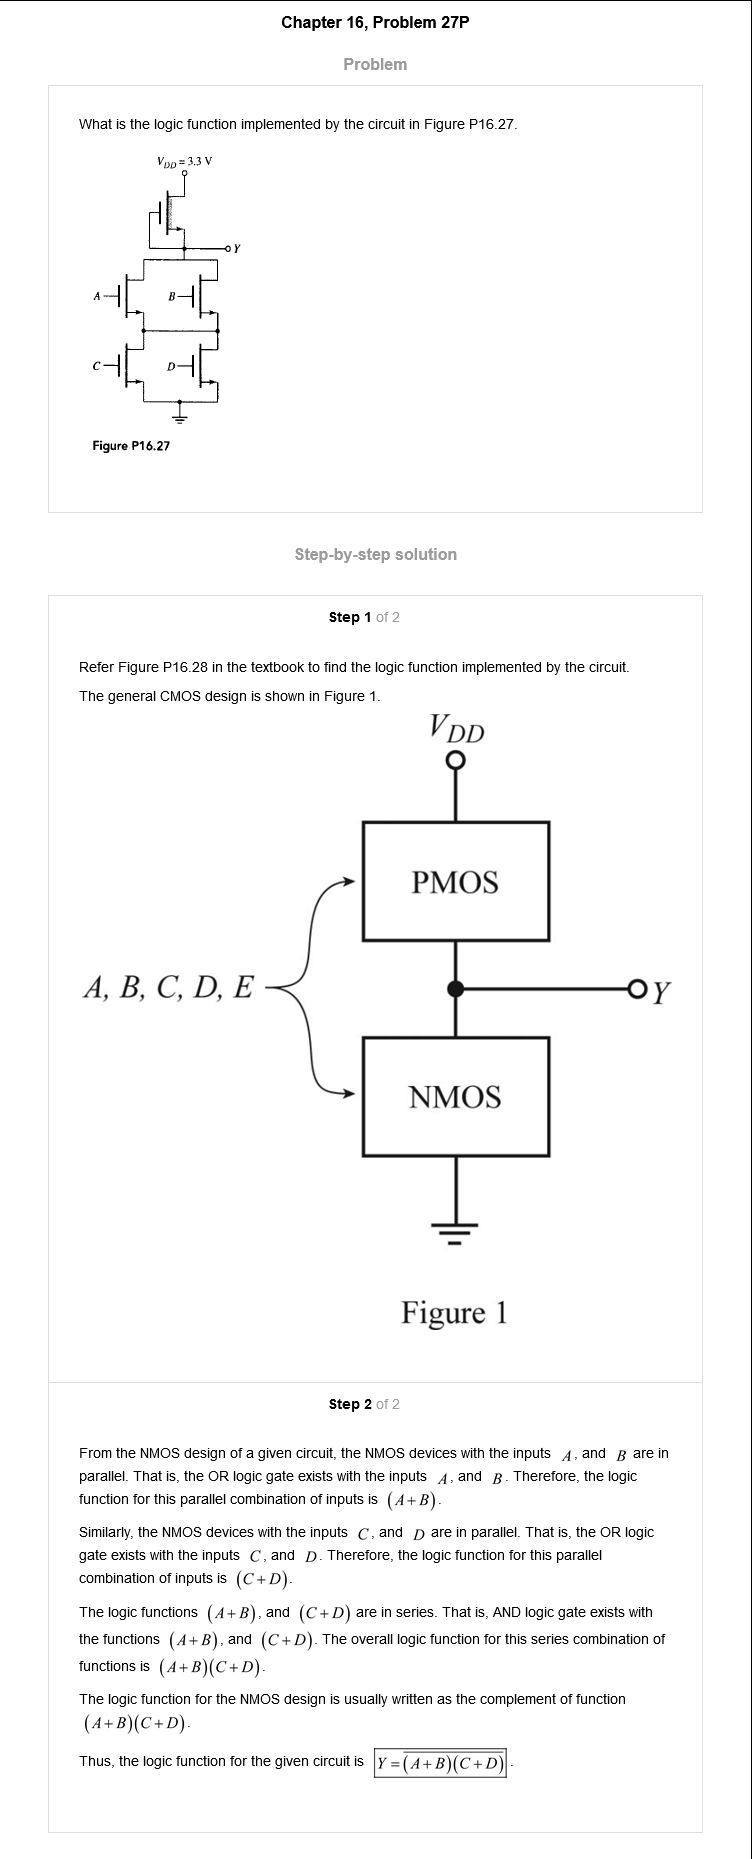 Chapter 16, Problem 27P
Problem
What is the logic function implemented by the circuit in Figure P16.27.
V_DD = 3.3 V
Y
A
B
C
D
Figure P16.27
Step-by-step solution
Step 1 of 2
Refer Figure P16.28 in the textbook to find the logic function implemented by the circuit.
The general CMOS design is shown in Figure 1.
V_DD
PMOS
A, B, C, D, E
Y
NMOS
Figure 1
Step 2 of 2
From the NMOS design of a given circuit, the NMOS devices with the inputs A, and B are in
parallel. That is, the OR logic gate exists with the inputs A, and B. Therefore, the logic
function for this parallel combination of inputs is (A+B).
Similarly, the NMOS devices with the inputs C, and D are in parallel. That is, the OR logic
gate exists with the inputs C, and D. Therefore, the logic function for this parallel
combination of inputs is (C+D).
The logic functions (A+B), and (C+D) are in series. That is, AND logic gate exists with
the functions (A+B), and (C+D). The overall logic function for this series combination of
functions is (A+B)(C+D).
The logic function for the NMOS design is usually written as the complement of function
(A+B)(C+D).
Thus, the logic function for the given circuit is Y = \overline{(A+B)(C+D)}.